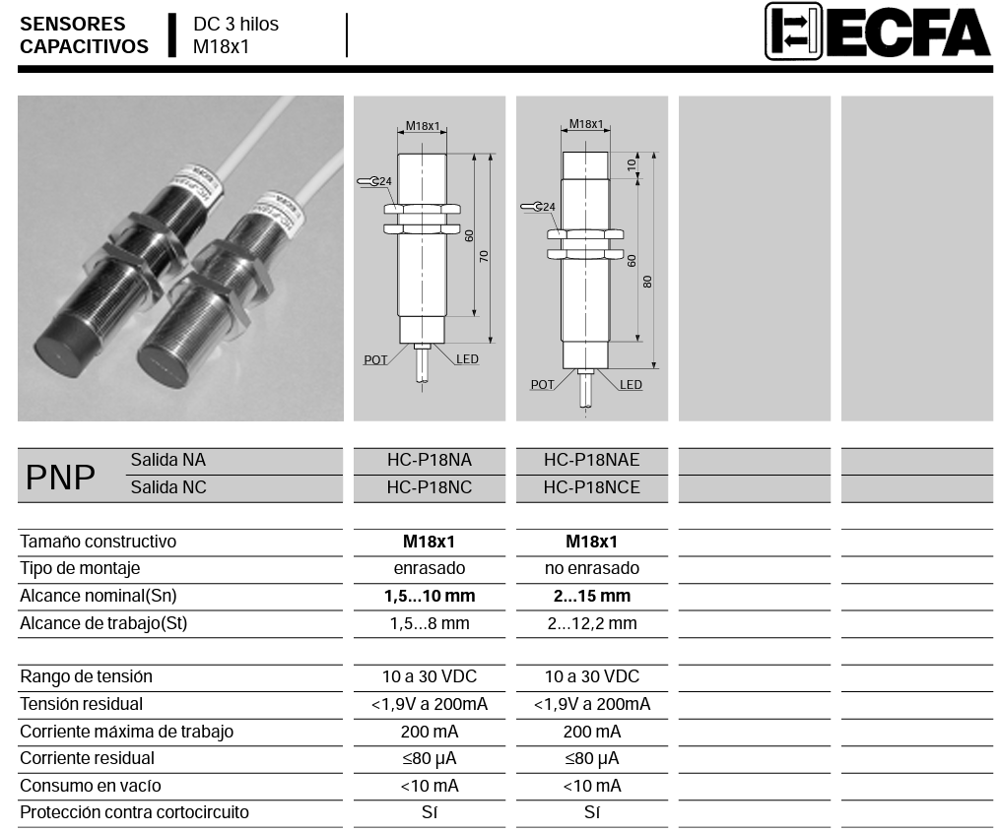 SENSORES
CAPACITIVOS
DC 3 hilos
M18x1
ECFA
M18x1
24
60
70
POT
LED
M18x1
10
24
60
80
POT
LED
PNP
Salida NA HC-P18NA HC-P18NAE
Salida NC HC-P18NC HC-P18NCE
Tamaño constructivo M18x1 M18x1
Tipo de montaje enrasado no enrasado
Alcance nominal(Sn) 1,5...10 mm 2...15 mm
Alcance de trabajo(St) 1,5...8 mm 2...12,2 mm
Rango de tensión 10 a 30 VDC 10 a 30 VDC
Tensión residual <1,9V a 200mA <1,9V a 200mA
Corriente máxima de trabajo 200 mA 200 mA
Corriente residual ≤80 µA ≤80 µA
Consumo en vacío <10 mA <10 mA
Protección contra cortocircuito Sí Sí